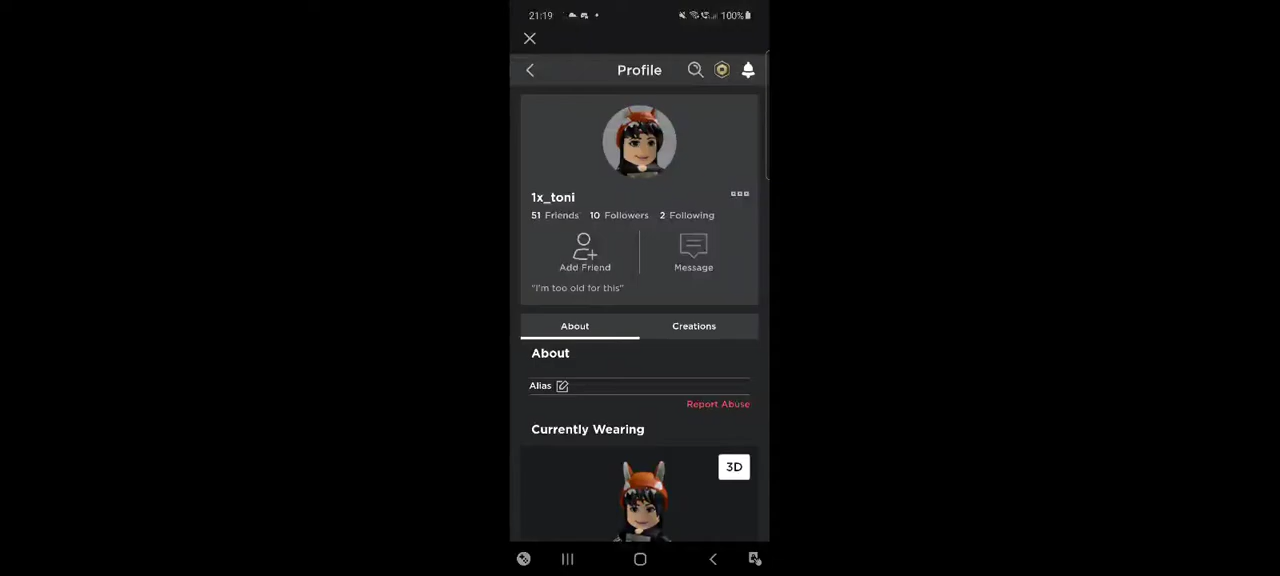 21:19 100%
Profile
1x_toni
51 Friends 10 Followers 2 Following
Add Friend Message
"I'm too old for this"
About Creations
About
Alias
Report Abuse
Currently Wearing
3D